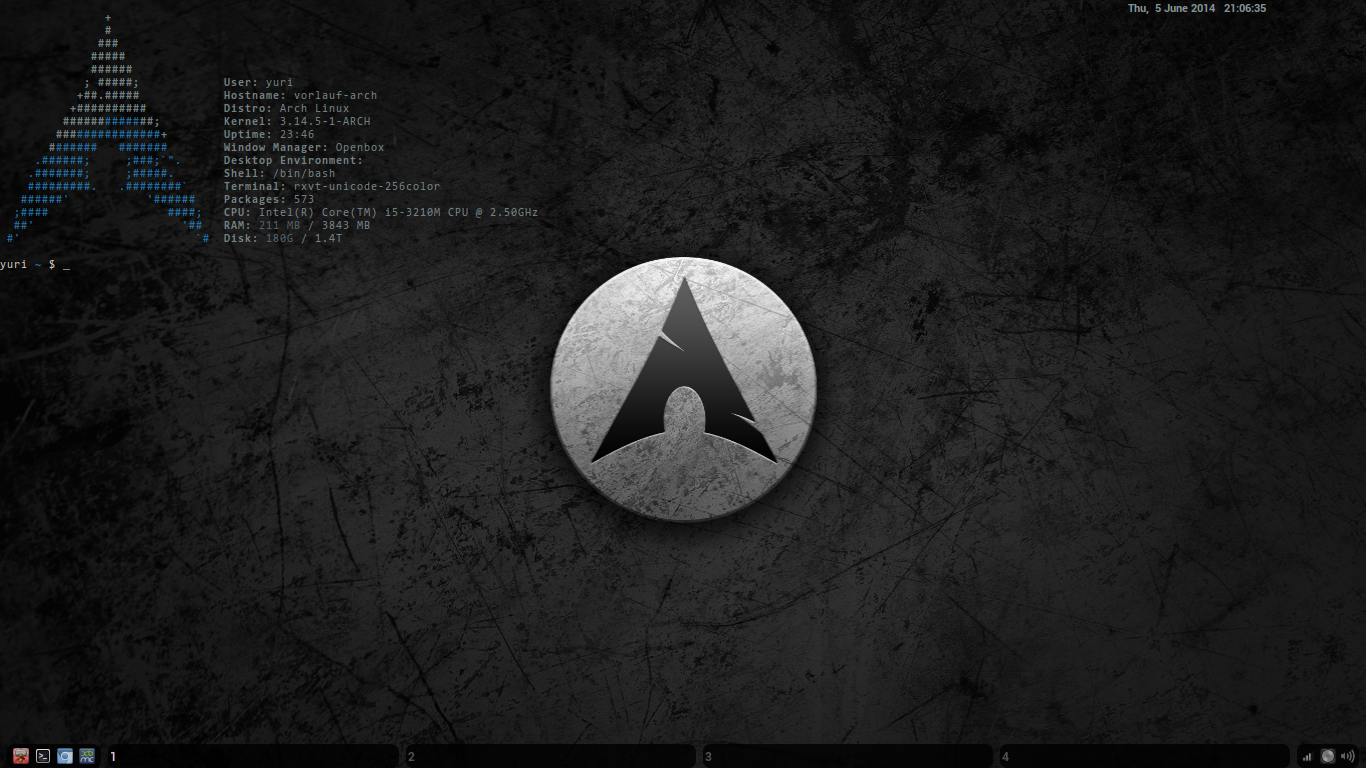 Thu, 5 June 2014 21:06:35
User: yuri
Hostname: vorlauf-arch
Distro: Arch Linux
Kernel: 3.14.5-1-ARCH
Uptime: 23:46
Window Manager: Openbox
Desktop Environment:
Shell: /bin/bash
Terminal: rxvt-unicode-256color
Packages: 573
CPU: Intel(R) Core(TM) i5-3210M CPU @ 2.50GHz
RAM: 211 MB / 3843 MB
Disk: 180G / 1.4T
yuri ~ $ _
1 2 3 4